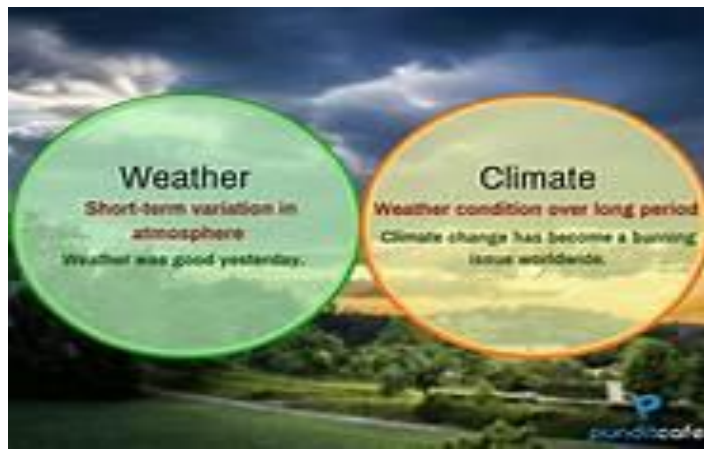 Weather
Short-term variation in
atmosphere
Weather was good yesterday.
Climate
Weather condition over long period
Climate change has become a burning
issue worldwide.
punditcafe